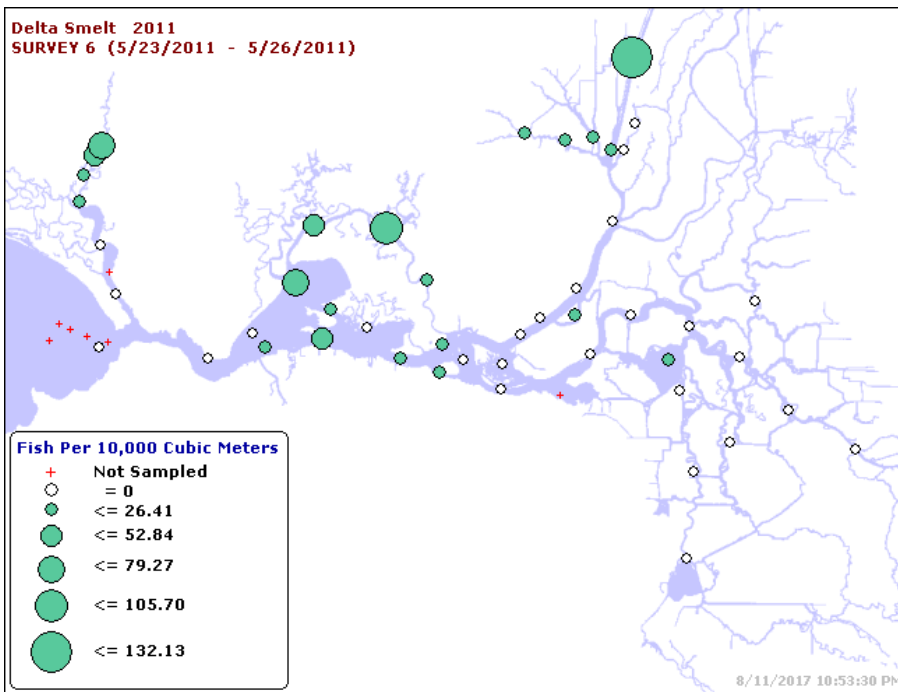 Delta Smelt 2011
SURVEY 6 (5/23/2011 - 5/26/2011)
Fish Per 10,000 Cubic Meters
Not Sampled
= 0
<= 26.41
<= 52.84
<= 79.27
<= 105.70
<= 132.13
8/11/2017 10:53:30 PM